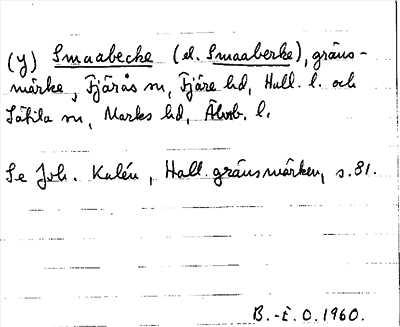 (y) Smaabecke (el. Smaaberke), gräns-
märke, Fjärås sn, Fjäre hd, Hall. l. och
Sätila sn, Marks hd, Älvsb. l.
Se Joh. Kalén, Hall. gränsmärken, s. 81.
B.-E. O. 1960.